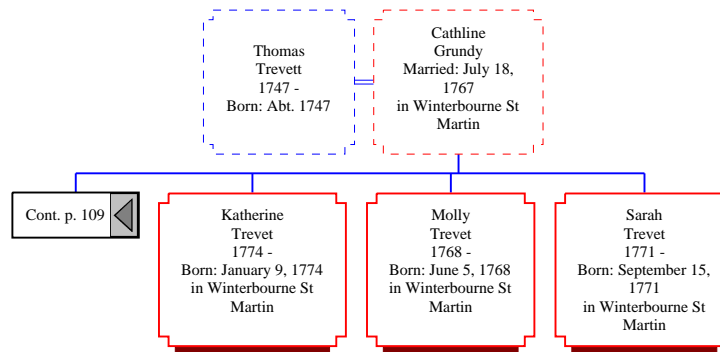 Thomas
Trevett
1747 -
Born: Abt. 1747
Cathline
Grundy
Married: July 18,
1767
in Winterbourne St
Martin
Cont. p. 109
Katherine
Trevet
1774 -
Born: January 9, 1774
in Winterbourne St
Martin
Molly
Trevet
1768 -
Born: June 5, 1768
in Winterbourne St
Martin
Sarah
Trevet
1771 -
Born: September 15,
1771
in Winterbourne St
Martin